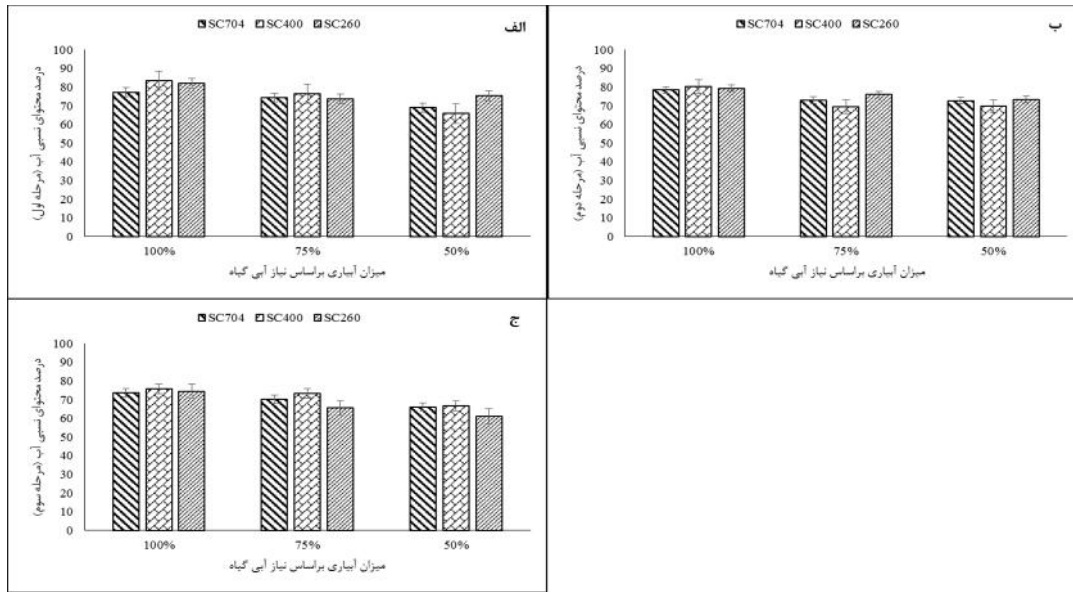 SC704 SC400 SC260
الف
100
90
80
70
60
50
40
30
20
10
0
درصد محتوای نسبی آب (مرحله اول)
100% 75% 50%
میزان آبیاری براساس نیاز آبی گیاه
SC704 SC400 SC260
ب
100
90
80
70
60
50
40
30
20
10
0
درصد محتوای نسبی آب (مرحله دوم)
100% 75% 50%
میزان آبیاری براساس نیاز آبی گیاه
SC704 SC400 SC260
ج
100
90
80
70
60
50
40
30
20
10
0
درصد محتوای نسبی آب (مرحله سوم)
100% 75% 50%
میزان آبیاری براساس نیاز آبی گیاه